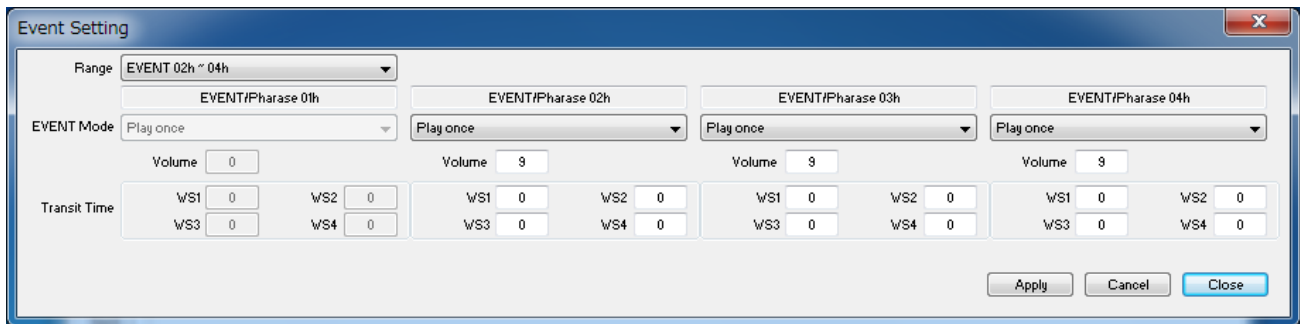 Event Setting
Range EVENT 02h ~ 04h
EVENT/Pharase 01h EVENT/Pharase 02h EVENT/Pharase 03h EVENT/Pharase 04h
EVENT Mode Play once Play once Play once Play once
Volume 0 Volume 9 Volume 9 Volume 9
Transit Time
WS1 0 WS2 0 WS1 0 WS2 0 WS1 0 WS2 0 WS1 0 WS2 0
WS3 0 WS4 0 WS3 0 WS4 0 WS3 0 WS4 0 WS3 0 WS4 0
Apply Cancel Close